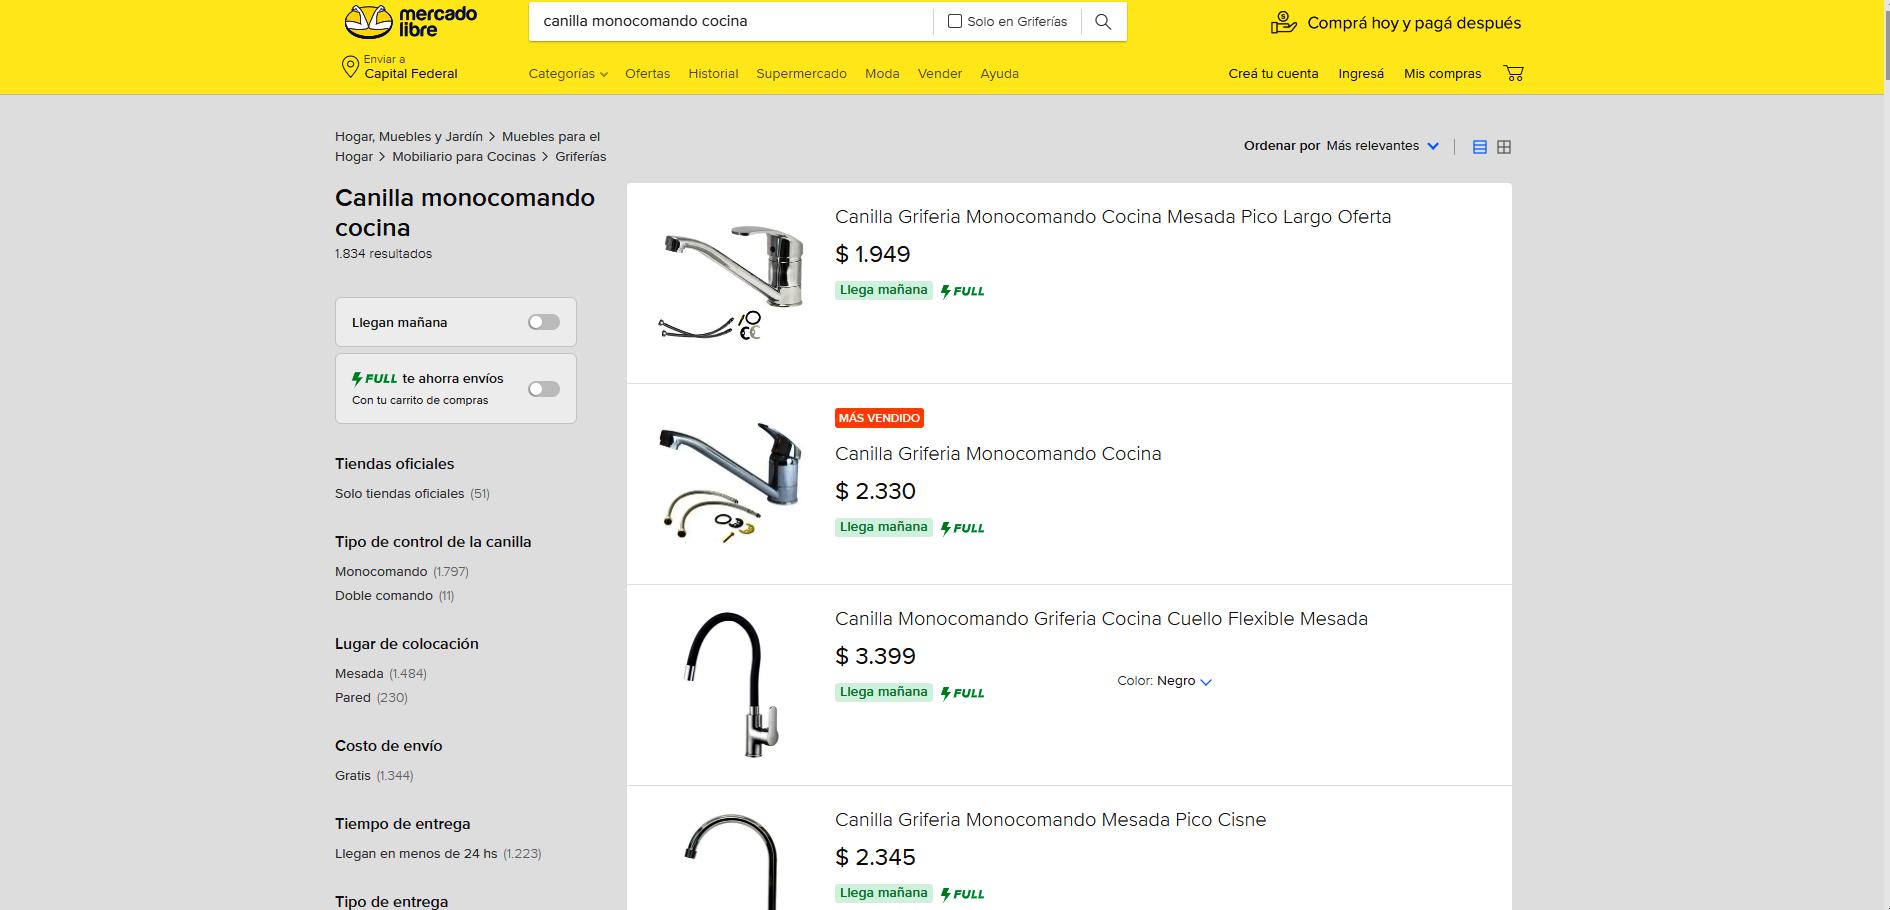 mercado
libre
canilla monocomando cocina
Solo en Griferías
Comprá hoy y pagá después
Enviar a
Capital Federal
Categorías
Ofertas
Historial
Supermercado
Moda
Vender
Ayuda
Creá tu cuenta
Ingresá
Mis compras
Hogar, Muebles y Jardín > Muebles para el
Hogar > Mobiliario para Cocinas > Griferías
Ordenar por Más relevantes
Canilla monocomando
cocina
1.834 resultados
Llegan mañana
FULL te ahorra envíos
Con tu carrito de compras
Tiendas oficiales
Solo tiendas oficiales (51)
Tipo de control de la canilla
Monocomando (1.797)
Doble comando (11)
Lugar de colocación
Mesada (1.484)
Pared (230)
Costo de envío
Gratis (1.344)
Tiempo de entrega
Llegan en menos de 24 hs (1.223)
Tipo de entrega
Canilla Griferia Monocomando Cocina Mesada Pico Largo Oferta
$ 1.949
Llega mañana FULL
MÁS VENDIDO
Canilla Griferia Monocomando Cocina
$ 2.330
Llega mañana FULL
Canilla Monocomando Griferia Cocina Cuello Flexible Mesada
$ 3.399
Color: Negro
Llega mañana FULL
Canilla Griferia Monocomando Mesada Pico Cisne
$ 2.345
Llega mañana FULL